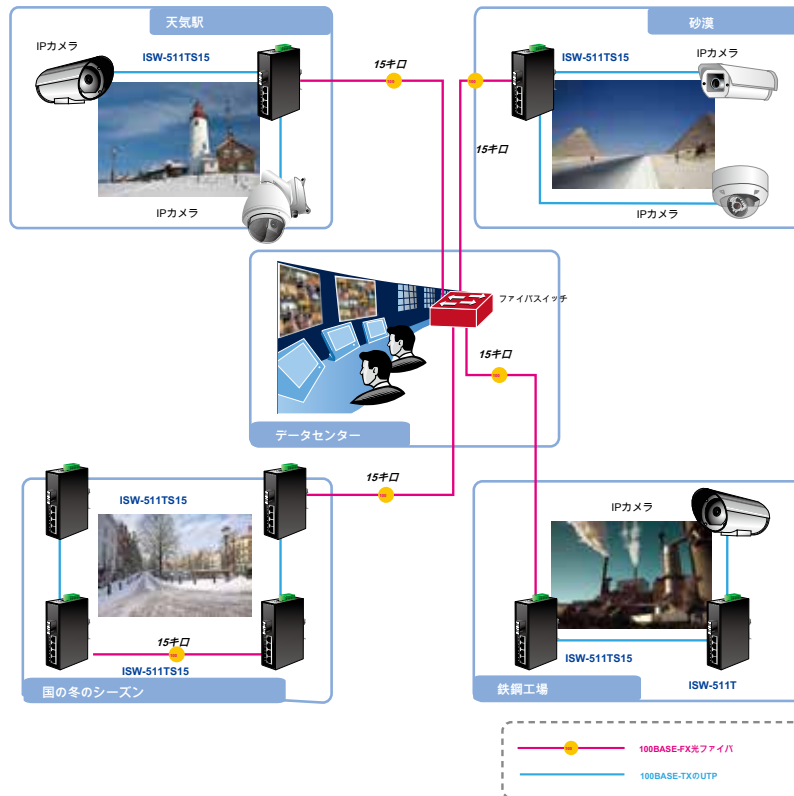 天気駅
砂漠
IPカメラ
ISW-511TS15
15キロ
ISW-511TS15
IPカメラ
15キロ
IPカメラ
IPカメラ
ファイバスイッチ
15キロ
データセンター
15キロ
ISW-511TS15
IPカメラ
15キロ
ISW-511TS15
ISW-511TS15
国の冬のシーズン
鉄鋼工場
ISW-511T
100BASE-FX光ファイバ
100BASE-TXのUTP